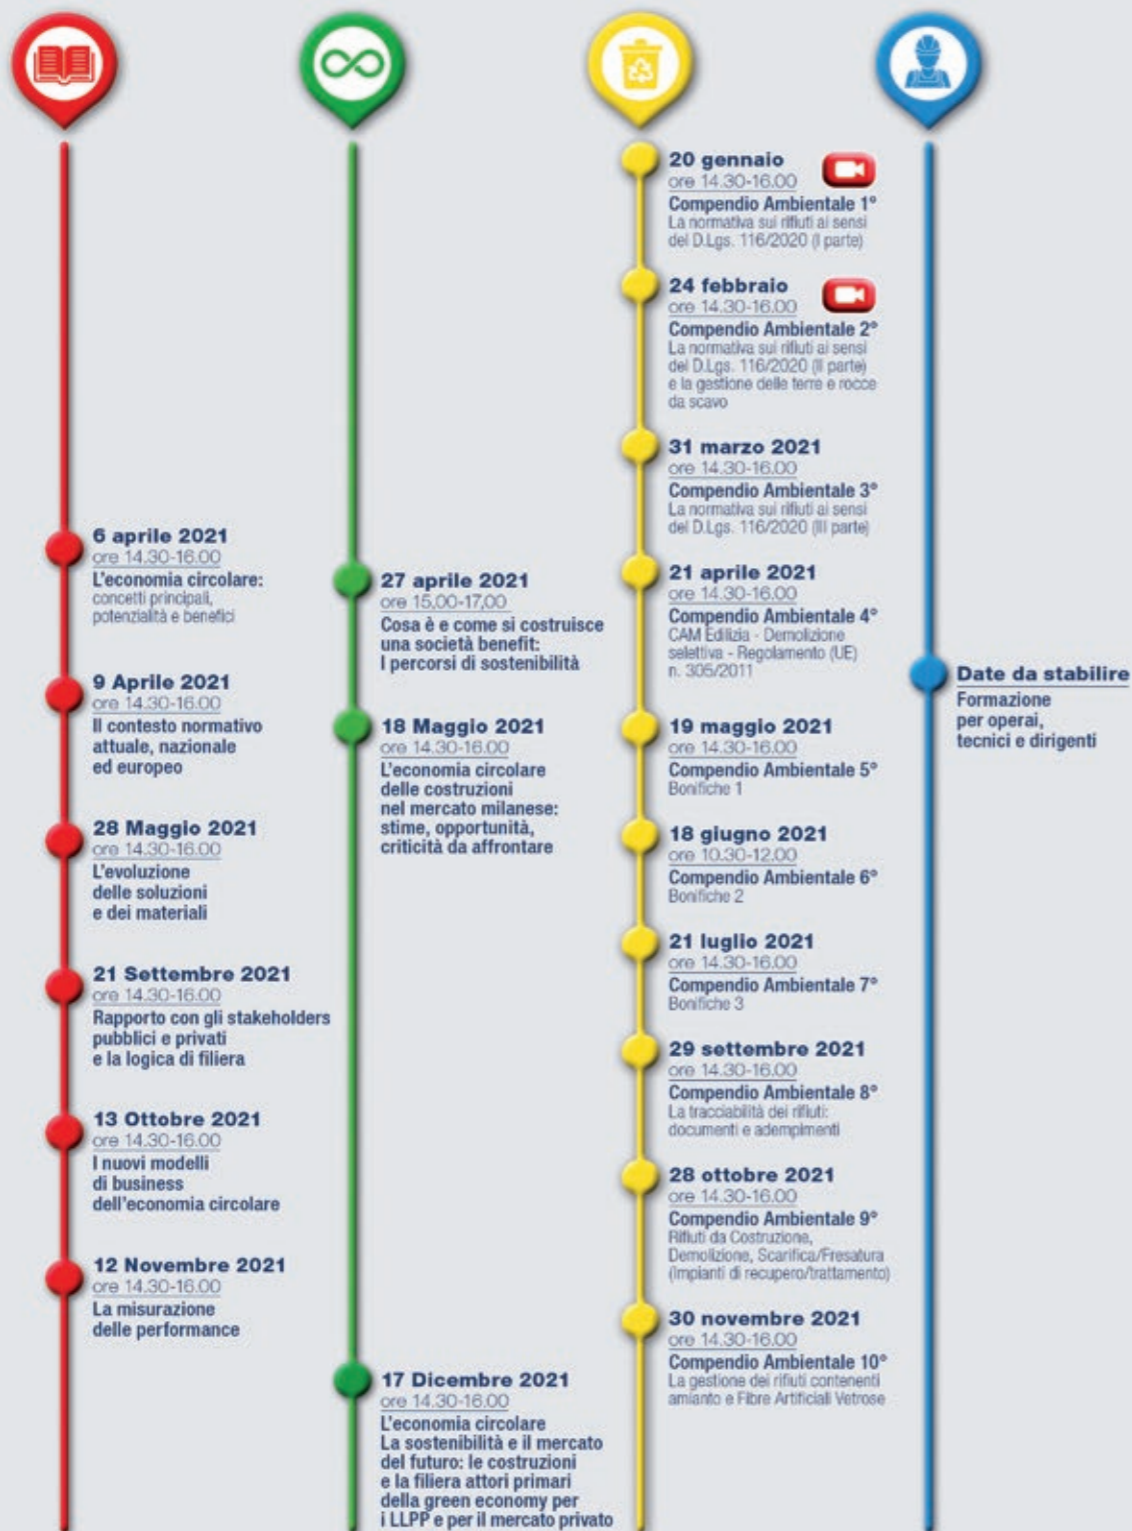 6 aprile 2021
ore 14.30-16.00
L'economia circolare:
concetti principali,
potenzialità e benefici
9 Aprile 2021
ore 14.30-16.00
Il contesto normativo
attuale, nazionale
ed europeo
28 Maggio 2021
ore 14.30-16.00
L'evoluzione
delle soluzioni
e dei materiali
21 Settembre 2021
ore 14.30-16.00
Rapporto con gli stakeholders
pubblici e privati
e la logica di filiera
13 Ottobre 2021
ore 14.30-16.00
I nuovi modelli
di business
dell'economia circolare
12 Novembre 2021
ore 14.30-16.00
La misurazione
delle performance
27 aprile 2021
ore 15,00-17,00
Cosa è e come si costruisce
una società benefit:
I percorsi di sostenibilità
18 Maggio 2021
ore 14.30-16.00
L'economia circolare
delle costruzioni
nel mercato milanese:
stime, opportunità,
criticità da affrontare
17 Dicembre 2021
ore 14.30-16.00
L'economia circolare
La sostenibilità e il mercato
del futuro: le costruzioni
e la filiera attori primari
della green economy per
i LLPP e per il mercato privato
20 gennaio
ore 14.30-16.00
Compendio Ambientale 1°
La normativa sui rifiuti ai sensi
del D.Lgs. 116/2020 (I parte)
24 febbraio
ore 14.30-16.00
Compendio Ambientale 2°
La normativa sui rifiuti ai sensi
del D.Lgs. 116/2020 (II parte)
e la gestione delle terre e rocce
da scavo
31 marzo 2021
ore 14.30-16.00
Compendio Ambientale 3°
La normativa sui rifiuti ai sensi
del D.Lgs. 116/2020 (III parte)
21 aprile 2021
ore 14.30-16.00
Compendio Ambientale 4°
CAM Edilizia - Demolizione
selettiva - Regolamento (UE)
n. 305/2011
19 maggio 2021
ore 14.30-16.00
Compendio Ambientale 5°
Bonifiche 1
18 giugno 2021
ore 10.30-12.00
Compendio Ambientale 6°
Bonifiche 2
21 luglio 2021
ore 14.30-16.00
Compendio Ambientale 7°
Bonifiche 3
29 settembre 2021
ore 14.30-16.00
Compendio Ambientale 8°
La tracciabilità dei rifiuti:
documenti e adempimenti
28 ottobre 2021
ore 14.30-16.00
Compendio Ambientale 9°
Rifiuti da Costruzione,
Demolizione, Scarifica/Fresatura
(Impianti di recupero/trattamento)
30 novembre 2021
ore 14.30-16.00
Compendio Ambientale 10°
La gestione dei rifiuti contenenti
amianto e Fibre Artificiali Vetrose
Date da stabilire
Formazione
per operai,
tecnici e dirigenti